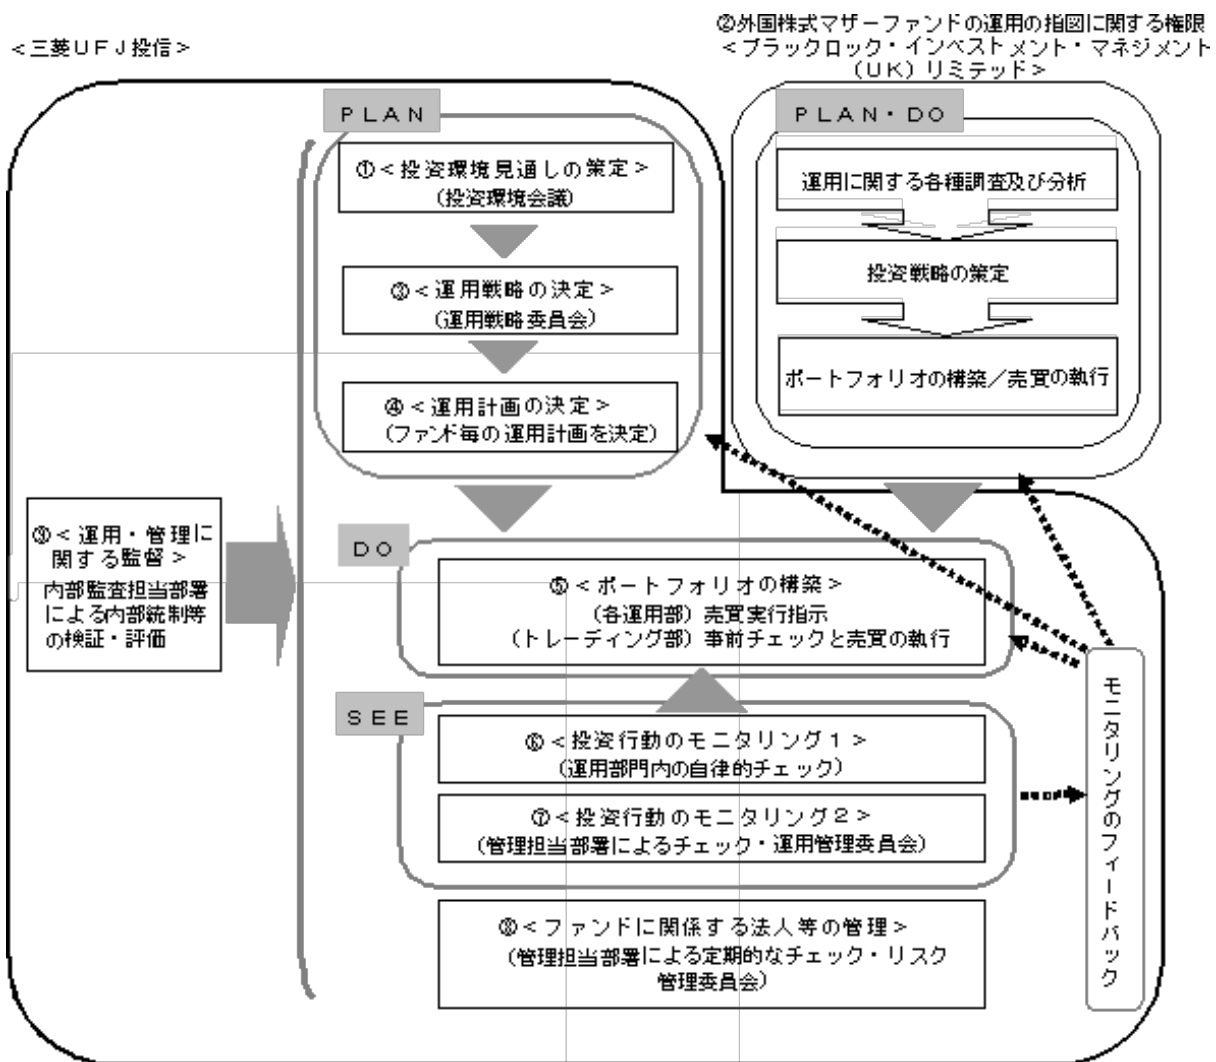 ＜三菱ＵＦＪ投信＞
②外国株式マザーファンドの運用の指図に関する権限
＜ブラックロック・インベストメント・マネジメント
（ＵＫ）リミテッド＞
ＰＬＡＮ
①＜投資環境見通しの策定＞
（投資環境会議）
③＜運用戦略の決定＞
（運用戦略委員会）
④＜運用計画の決定＞
（ファンド毎の運用計画を決定）
ＰＬＡＮ・ＤＯ
運用に関する各種調査及び分析
投資戦略の策定
ポートフォリオの構築／売買の執行
⑨＜運用・管理に
関する監督＞
内部監査担当部署
による内部統制等
の検証・評価
ＤＯ
⑤＜ポートフォリオの構築＞
（各運用部）売買実行指示
（トレーディング部）事前チェックと売買の執行
ＳＥＥ
⑥＜投資行動のモニタリング１＞
（運用部門内の自律的チェック）
⑦＜投資行動のモニタリング２＞
（管理担当部署によるチェック・運用管理委員会）
⑧＜ファンドに関係する法人等の管理＞
（管理担当部署による定期的なチェック・リスク
管理委員会）
モニタリングのフィードバック